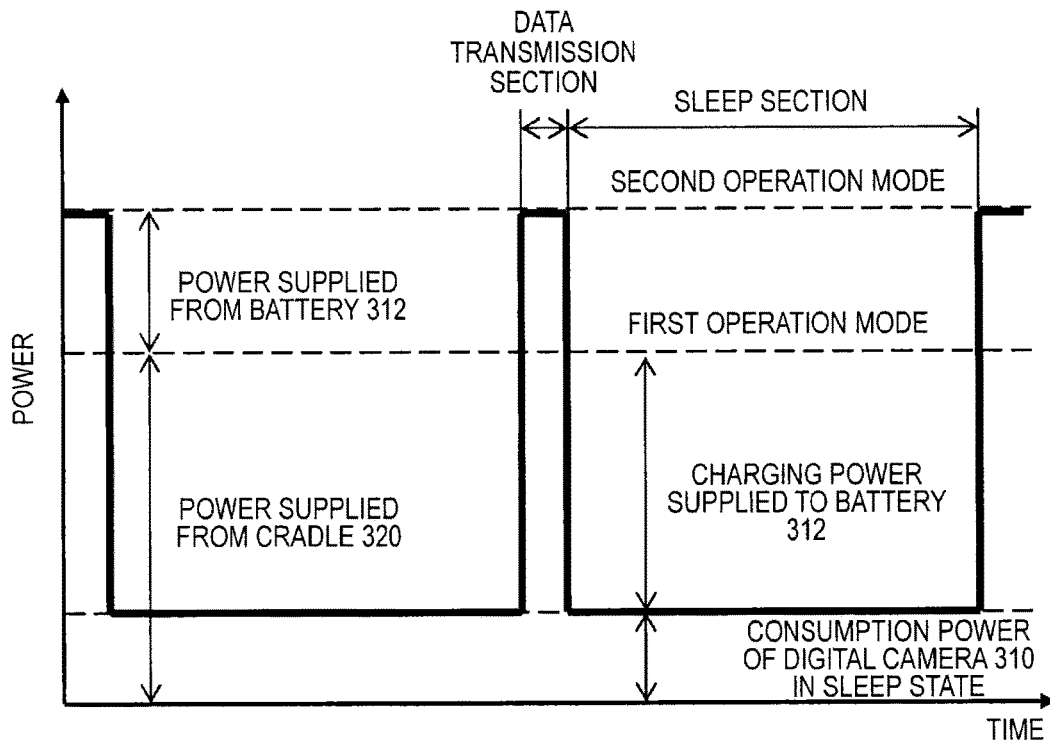 DATA
TRANSMISSION
SECTION
SLEEP SECTION
SECOND OPERATION MODE
POWER SUPPLIED
FROM BATTERY 312
FIRST OPERATION MODE
POWER
POWER SUPPLIED
FROM CRADLE 320
CHARGING POWER
SUPPLIED TO BATTERY
312
CONSUMPTION POWER
OF DIGITAL CAMERA 310
IN SLEEP STATE
TIME